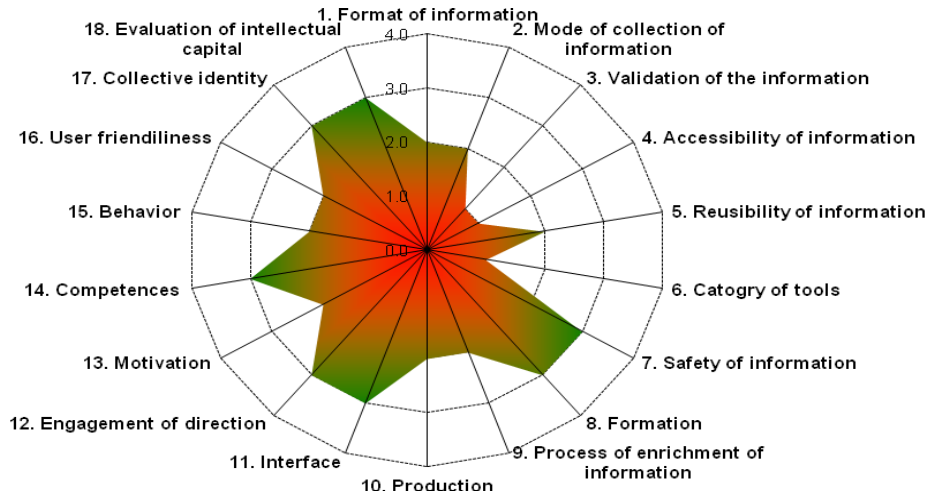 1. Format of information
18. Evaluation of intellectual
capital
2. Mode of collection of
information
17. Collective identity
3. Validation of the information
16. User friendiliness
4. Accessibility of information
15. Behavior
5. Reusibility of information
14. Competences
6. Catogry of tools
13. Motivation
7. Safety of information
12. Engagement of direction
8. Formation
11. Interface
9. Process of enrichment of
information
10. Production
4.0
3.0
2.0
1.0
0.0